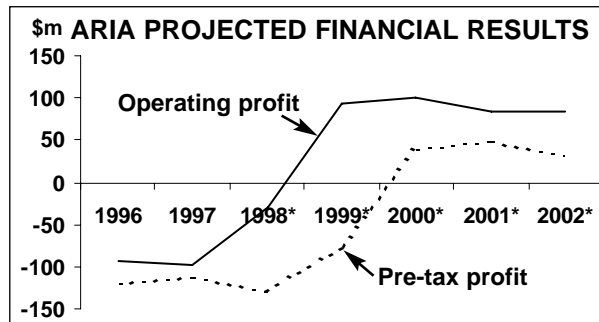 $m ARIA PROJECTED FINANCIAL RESULTS
150
100
Operating profit
50
0
1996 1997 1998* 1999* 2000* 2001* 2002*
-50
-100
Pre-tax profit
-150